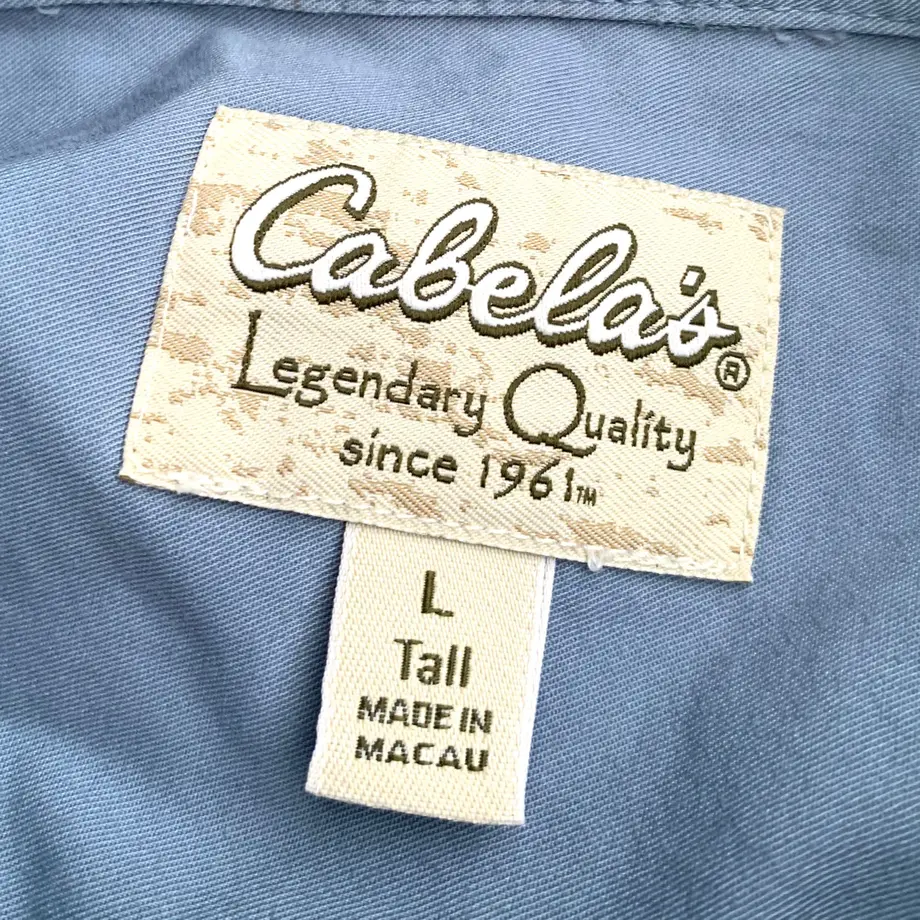 Cabela's®
Legendary Quality
since 1961™
L
Tall
MADE IN
MACAU